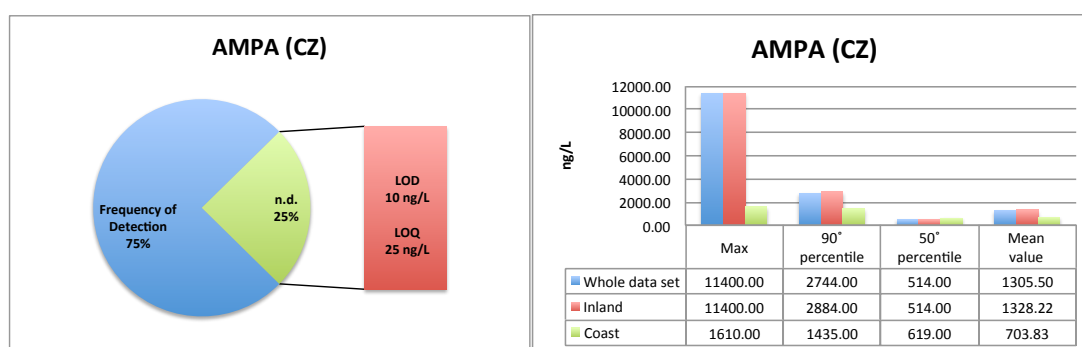 AMPA (CZ)
Frequency of
Detection
75%
n.d.
25%
LOD
10 ng/L
LOQ
25 ng/L
AMPA (CZ)
ng/L
12000.00
10000.00
8000.00
6000.00
4000.00
2000.00
0.00
Max 90˚ percentile 50˚ percentile Mean value
Whole data set 11400.00 2744.00 514.00 1305.50
Inland 11400.00 2884.00 514.00 1328.22
Coast 1610.00 1435.00 619.00 703.83